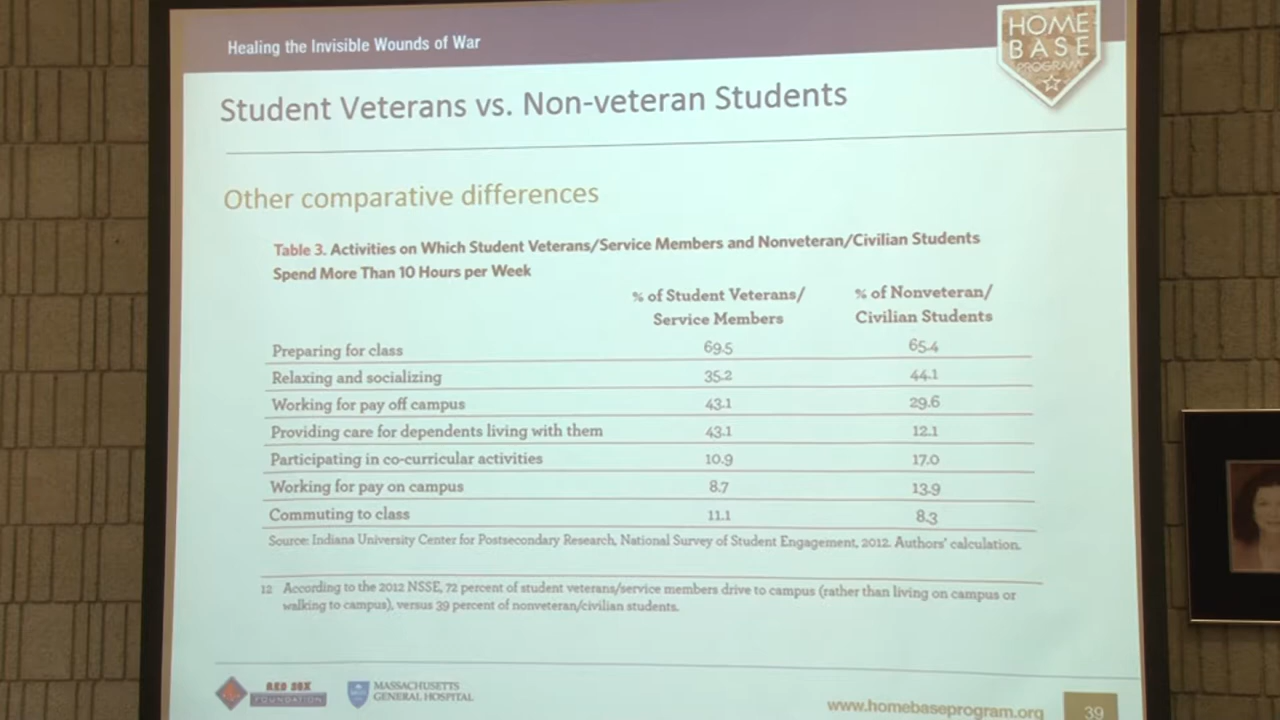 Healing the Invisible Wounds of War
HOME
BASE
PROGRAM
Student Veterans vs. Non-veteran Students
Other comparative differences
Table 3. Activities on Which Student Veterans/Service Members and Nonveteran/Civilian Students
Spend More Than 10 Hours per Week
% of Student Veterans/ % of Nonveteran/
Service Members Civilian Students
Preparing for class 69.5 65.4
Relaxing and socializing 35.2 44.1
Working for pay off campus 43.1 29.6
Providing care for dependents living with them 43.1 12.1
Participating in co-curricular activities 10.9 17.0
Working for pay on campus 8.7 13.9
Commuting to class 11.1 8.3
Source: Indiana University Center for Postsecondary Research, National Survey of Student Engagement, 2012. Authors' calculation.
12 According to the 2012 NSSE, 72 percent of student veterans/service members drive to campus (rather than living on campus or
walking to campus), versus 39 percent of nonveteran/civilian students.
RED SOX
FOUNDATION
MASSACHUSETTS
GENERAL HOSPITAL
www.homebaseprogram.org
39